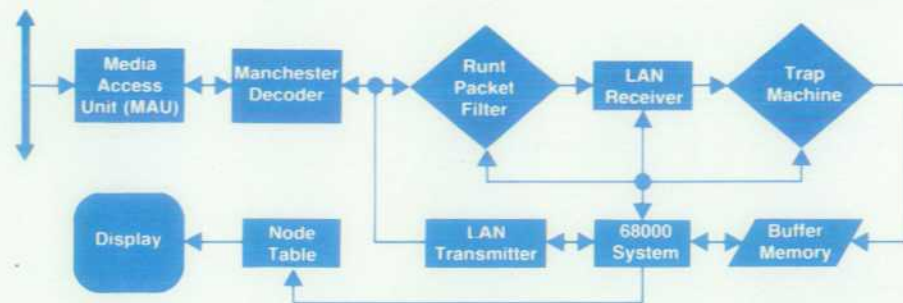 Media
Access
Unit (MAU)
Manchester
Decoder
Runt
Packet
Filter
LAN
Receiver
Trap
Machine
Display
Node
Table
LAN
Transmitter
68000
System
Buffer
Memory